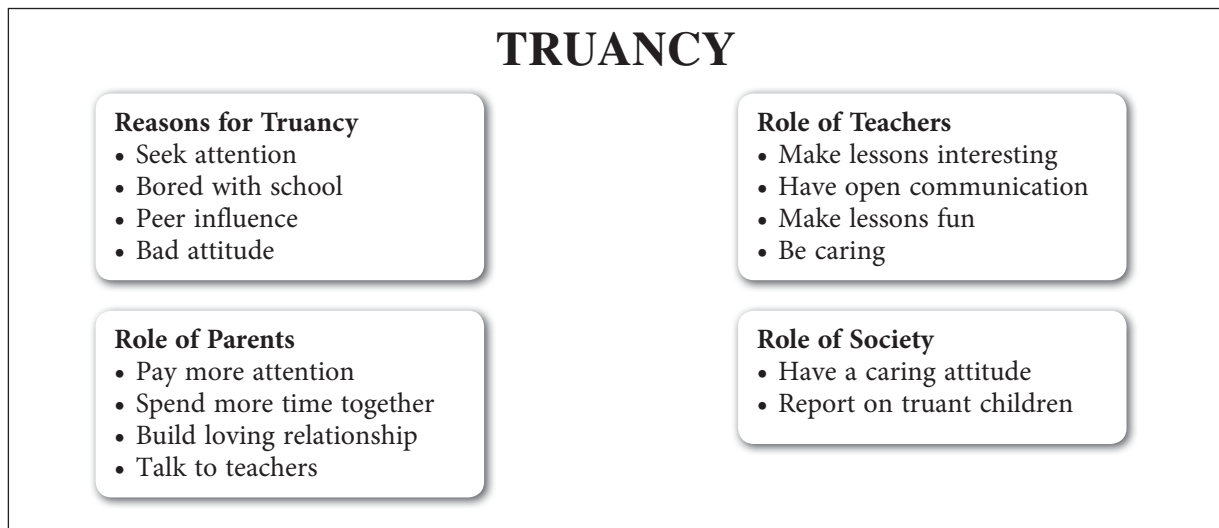 TRUANCY
Reasons for Truancy
• Seek attention
• Bored with school
• Peer influence
• Bad attitude
Role of Parents
• Pay more attention
• Spend more time together
• Build loving relationship
• Talk to teachers
Role of Teachers
• Make lessons interesting
• Have open communication
• Make lessons fun
• Be caring
Role of Society
• Have a caring attitude
• Report on truant children